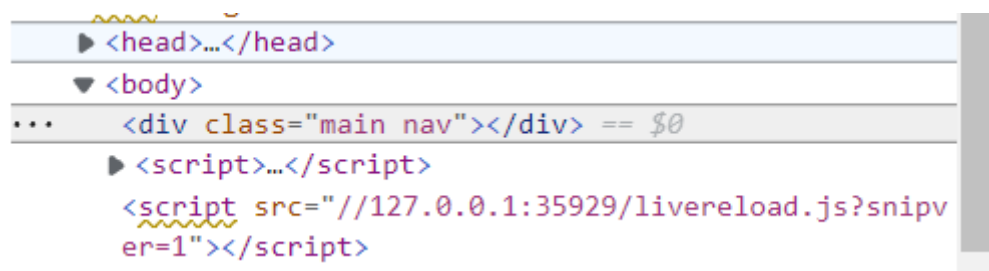 <head>…</head>
<body>
··· <div class="main nav"></div> == $0
<script>…</script>
<script src="//127.0.0.1:35929/livereload.js?snipv
er=1"></script>